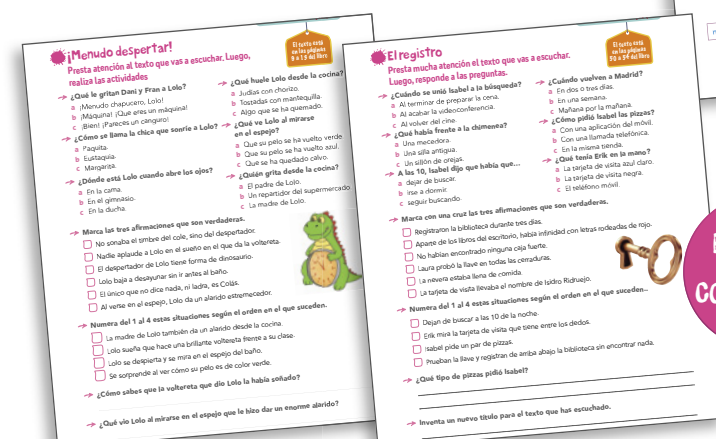 ¡Menudo despertar!
El texto está
en las páginas
8 a 13 del libro
Presta atención al texto que vas a escuchar. Luego,
realiza las actividades
¿Qué le gritan Dani y Fran a Lolo?
a ¡Menudo chapucero, Lolo!
b ¡Máquina! ¡Que eres un máquina!
c ¡Bien! ¡Pareces un canguro!
¿Cómo se llama la chica que sonríe a Lolo?
a Paquita.
b Eustaquia.
c Margarita.
¿Dónde está Lolo cuando abre los ojos?
a En la cama.
b En el gimnasio.
c En la ducha.
¿Qué huele Lolo desde la cocina?
a Judías con chorizo.
b Tostadas con mantequilla.
c Algo que se ha quemado.
¿Qué ve Lolo al mirarse
en el espejo?
a Que su pelo se ha vuelto verde
b Que su pelo se ha vuelto azul.
c Que se ha quedado calvo.
¿Quién grita desde la cocina?
a El padre de Lolo.
b Un repartidor del supermercado
c La madre de Lolo.
Marca las tres afirmaciones que son verdaderas.
No sonaba el timbre del cole, sino del despertador.
Nadie aplaude a Lolo en el sueño en el que da la voltereta.
El despertador de Lolo tiene forma de dinosaurio.
Lolo baja a desayunar sin ir antes al baño.
El único que no dice nada, ni ladra, es Colás.
Al verse en el espejo, Lolo da un alarido estremecedor.
Numera del 1 al 4 estas situaciones según el orden en el que suceden.
La madre de Lolo también da un alarido desde la cocina.
Lolo sueña que hace una brillante voltereta frente a su clase.
Lolo se despierta y se mira en el espejo del baño.
Se sorprende al ver cómo su pelo es de color verde.
¿Cómo sabes que la voltereta que dio Lolo la había soñado?
¿Qué vio Lolo al mirarse en el espejo que le hizo dar un enorme alarido?
El registro
El texto está
en las páginas
50 a 54 del libro
Presta mucha atención el texto que vas a escuchar.
Luego, responde a las preguntas.
¿Cuándo se unió Isabel a la búsqueda?
a Al terminar de preparar la cena.
b Al acabar la videoconferencia.
c Al volver del cine.
¿Qué había frente a la chimenea?
a Una mecedora.
b Una silla antigua.
c Un sillón de orejas.
A las 10, Isabel dijo que había que...
a dejar de buscar.
b irse a dormir.
c seguir buscando.
¿Cuándo vuelven a Madrid?
a En dos o tres días.
b En una semana.
c Mañana por la mañana.
¿Cómo pidió Isabel las pizzas?
a Con una aplicación del móvil.
b Con una llamada telefónica.
c En la misma tienda.
¿Qué tenía Erik en la mano?
a La tarjeta de visita azul claro.
b La tarjeta de visita negra.
c El teléfono móvil.
Marca con una cruz las tres afirmaciones que son verdaderas.
Registraron la biblioteca durante tres días.
Aparte de los libros del escritorio, había infinidad con letras rodeadas de rojo.
No habían encontrado ninguna caja fuerte.
Laura probó la llave en todas las cerraduras.
La nevera estaba llena de comida.
La tarjeta de visita llevaba el nombre de Isidro Ridruejo.
Numera del 1 al 4 estas situaciones según el orden en el que suceden..
Dejan de buscar a las 10 de la noche.
Erik mira la tarjeta de visita que tiene entre los dedos.
Isabel pide un par de pizzas.
Prueban la llave y registran de arriba abajo la biblioteca sin encontrar nada.
¿Qué tipo de pizzas pidió Isabel?
Inventa un nuevo título para el texto que has escuchado.